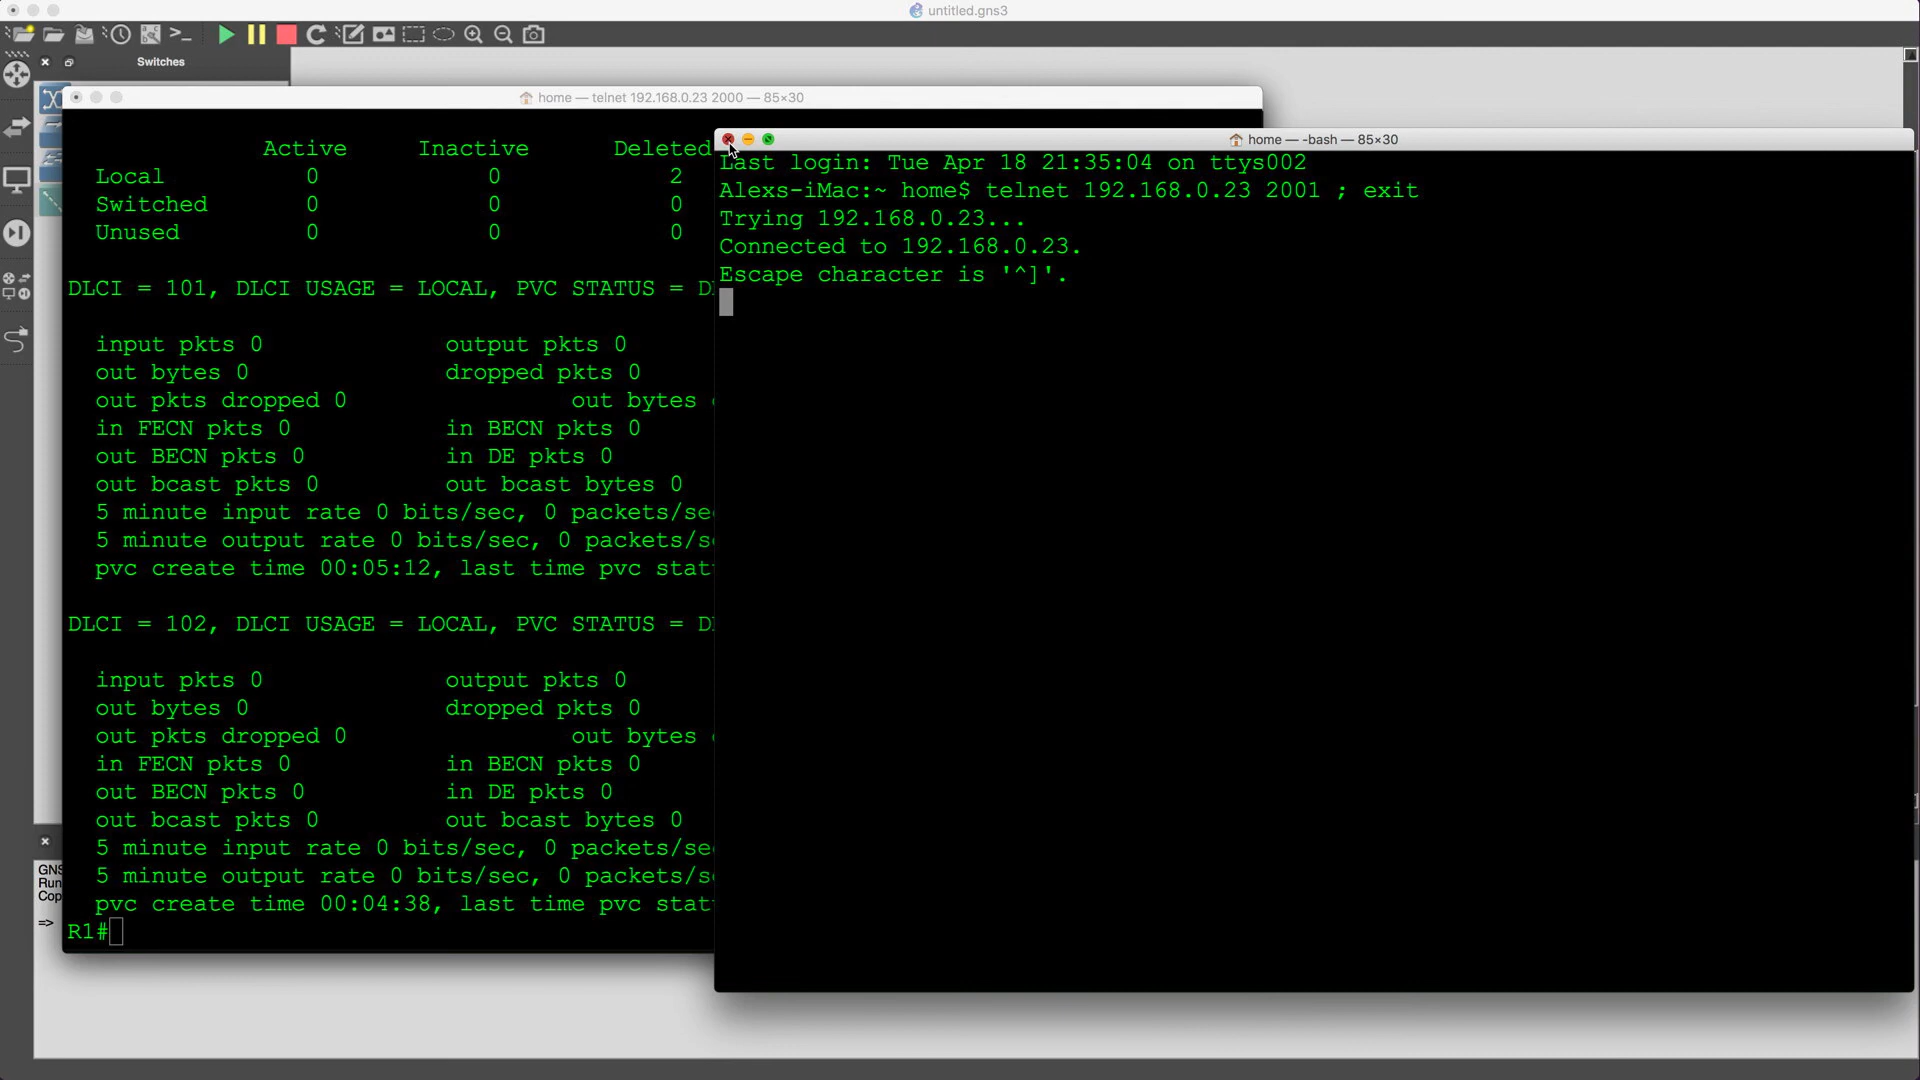 untitled.gns3
Switches
home — telnet 192.168.0.23 2000 — 85×30
Active Inactive Deleted
Local 0 0 2
Switched 0 0 0
Unused 0 0 0
DLCI = 101, DLCI USAGE = LOCAL, PVC STATUS =
input pkts 0 output pkts 0
out bytes 0 dropped pkts 0
out pkts dropped 0 out bytes
in FECN pkts 0 in BECN pkts 0
out BECN pkts 0 in DE pkts 0
out bcast pkts 0 out bcast bytes 0
5 minute input rate 0 bits/sec, 0 packets/se
5 minute output rate 0 bits/sec, 0 packets/s
pvc create time 00:05:12, last time pvc stat
DLCI = 102, DLCI USAGE = LOCAL, PVC STATUS =
input pkts 0 output pkts 0
out bytes 0 dropped pkts 0
out pkts dropped 0 out bytes
in FECN pkts 0 in BECN pkts 0
out BECN pkts 0 in DE pkts 0
out bcast pkts 0 out bcast bytes 0
5 minute input rate 0 bits/sec, 0 packets/se
5 minute output rate 0 bits/sec, 0 packets/s
pvc create time 00:04:38, last time pvc stat
R1#
home — -bash — 85×30
Last login: Tue Apr 18 21:35:04 on ttys002
Alexs-iMac:~ home$ telnet 192.168.0.23 2001 ; exit
Trying 192.168.0.23...
Connected to 192.168.0.23.
Escape character is '^]'.
GNS
Run
Cop
=>